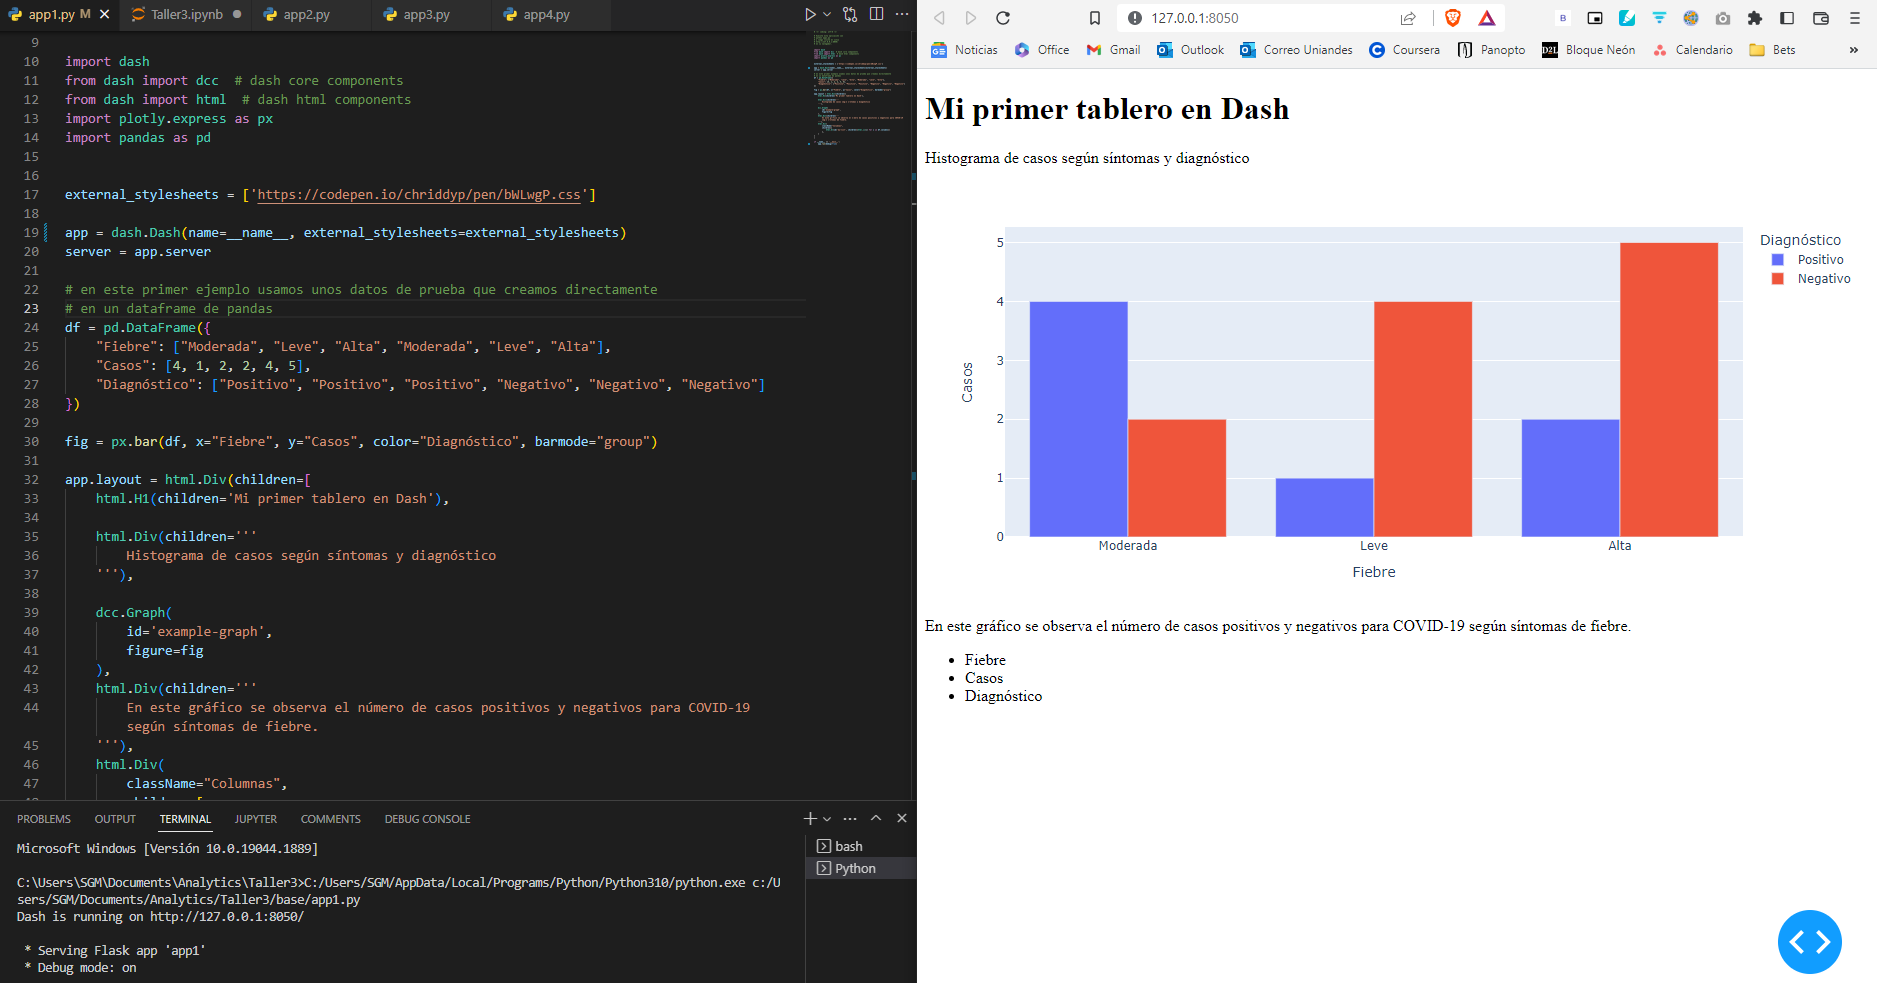 app1.py M
Taller3.ipynb
app2.py
app3.py
app4.py
9
10 import dash
11 from dash import dcc  # dash core components
12 from dash import html  # dash html components
13 import plotly.express as px
14 import pandas as pd
15
16
17 external_stylesheets = ['https://codepen.io/chriddyp/pen/bWLwgP.css']
18
19 app = dash.Dash(name=__name__, external_stylesheets=external_stylesheets)
20 server = app.server
21
22 # en este primer ejemplo usamos unos datos de prueba que creamos directamente
23 # en un dataframe de pandas
24 df = pd.DataFrame({
25     "Fiebre": ["Moderada", "Leve", "Alta", "Moderada", "Leve", "Alta"],
26     "Casos": [4, 1, 2, 2, 4, 5],
27     "Diagnóstico": ["Positivo", "Positivo", "Positivo", "Negativo", "Negativo", "Negativo"]
28 })
29
30 fig = px.bar(df, x="Fiebre", y="Casos", color="Diagnóstico", barmode="group")
31
32 app.layout = html.Div(children=[
33     html.H1(children='Mi primer tablero en Dash'),
34
35     html.Div(children='''
36         Histograma de casos según síntomas y diagnóstico
37     '''),
38
39     dcc.Graph(
40         id='example-graph',
41         figure=fig
42     ),
43     html.Div(children='''
44         En este gráfico se observa el número de casos positivos y negativos para COVID-19
según síntomas de fiebre.
45     '''),
46     html.Div(
47         className="Columnas",
PROBLEMS OUTPUT TERMINAL JUPYTER COMMENTS DEBUG CONSOLE
Microsoft Windows [Versión 10.0.19044.1889]
C:\Users\SGM\Documents\Analytics\Taller3>C:/Users/SGM/AppData/Local/Programs/Python/Python310/python.exe c:/U
sers/SGM/Documents/Analytics/Taller3/base/app1.py
Dash is running on http://127.0.0.1:8050/
* Serving Flask app 'app1'
* Debug mode: on
bash
Python
127.0.0.1:8050
Noticias Office Gmail Outlook Correo Uniandes Coursera Panopto D2L Bloque Neón Calendario Bets »
Mi primer tablero en Dash
Histograma de casos según síntomas y diagnóstico
5
4
3
2
1
0
Casos
Moderada Leve Alta
Fiebre
Diagnóstico
Positivo
Negativo
En este gráfico se observa el número de casos positivos y negativos para COVID-19 según síntomas de fiebre.
• Fiebre
• Casos
• Diagnóstico